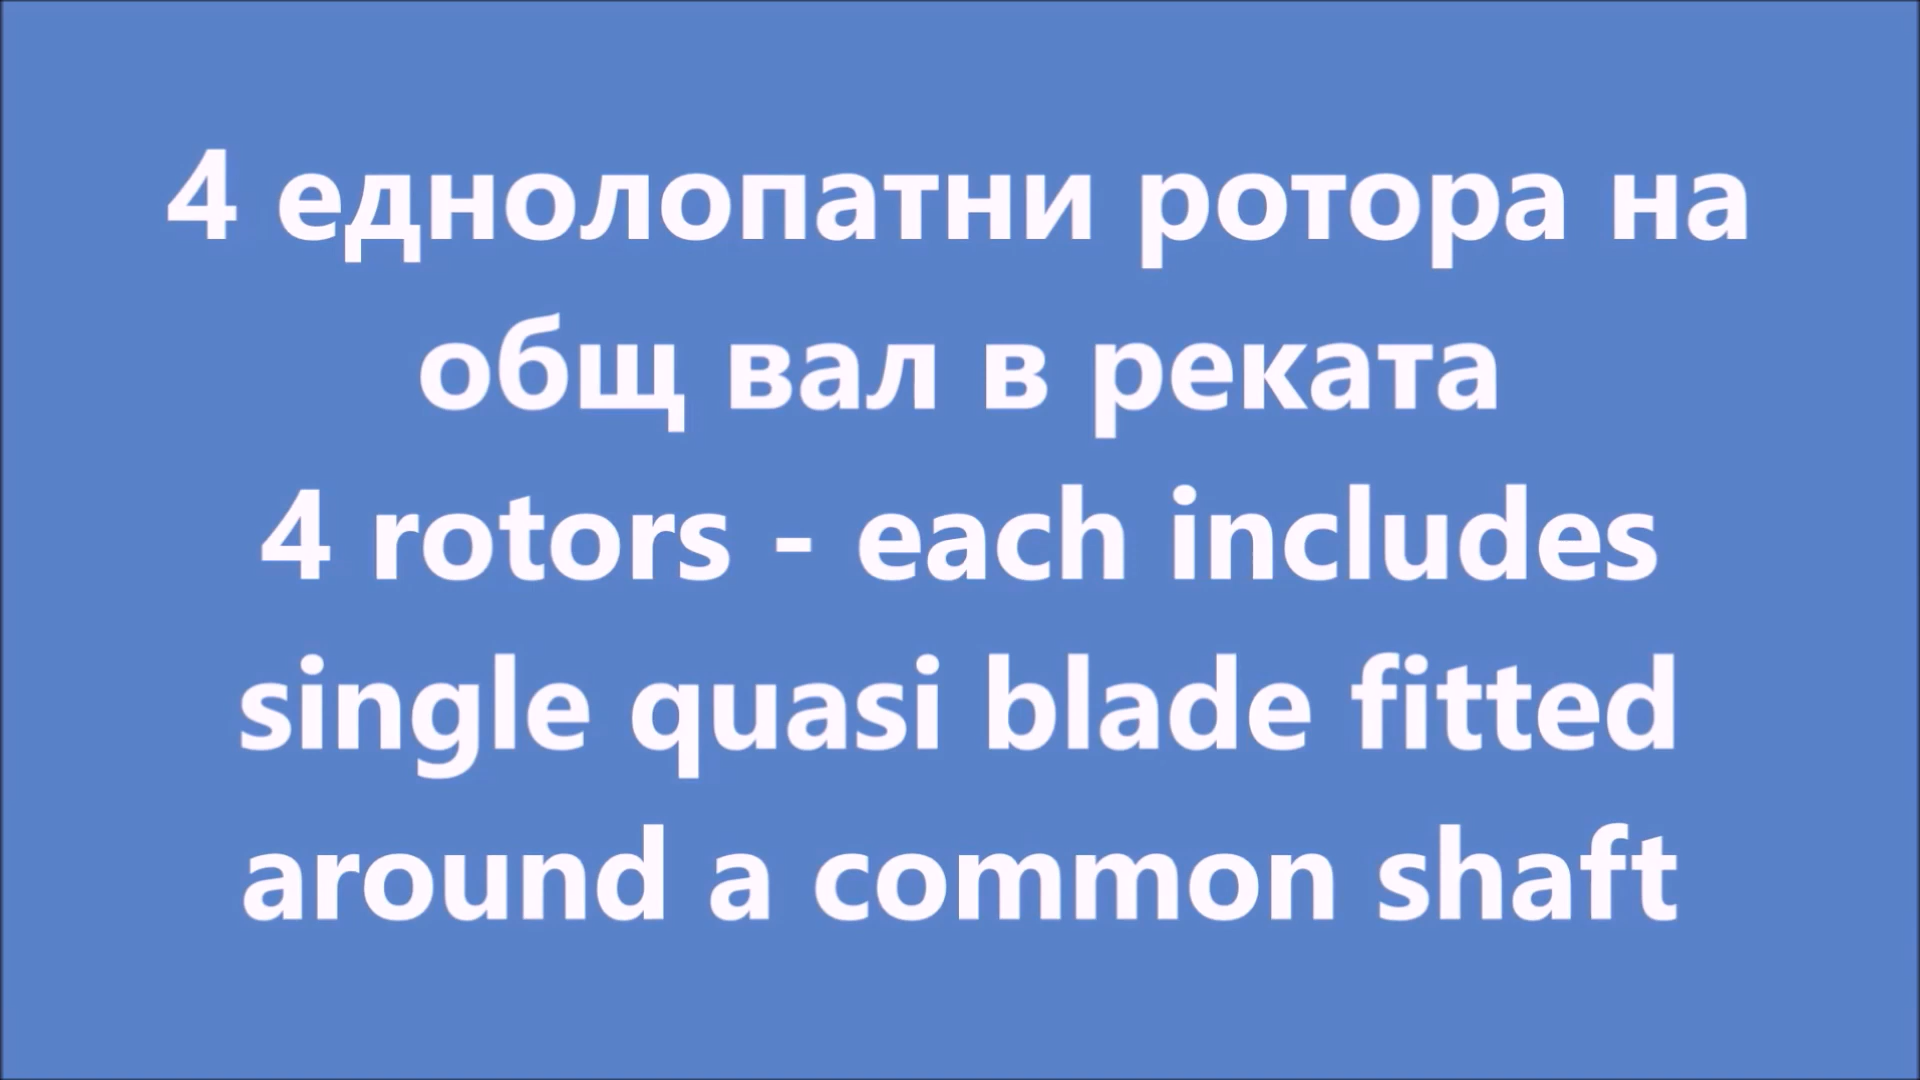 4 еднолопатни ротора на
общ вал в реката
4 rotors - each includes
single quasi blade fitted
around a common shaft